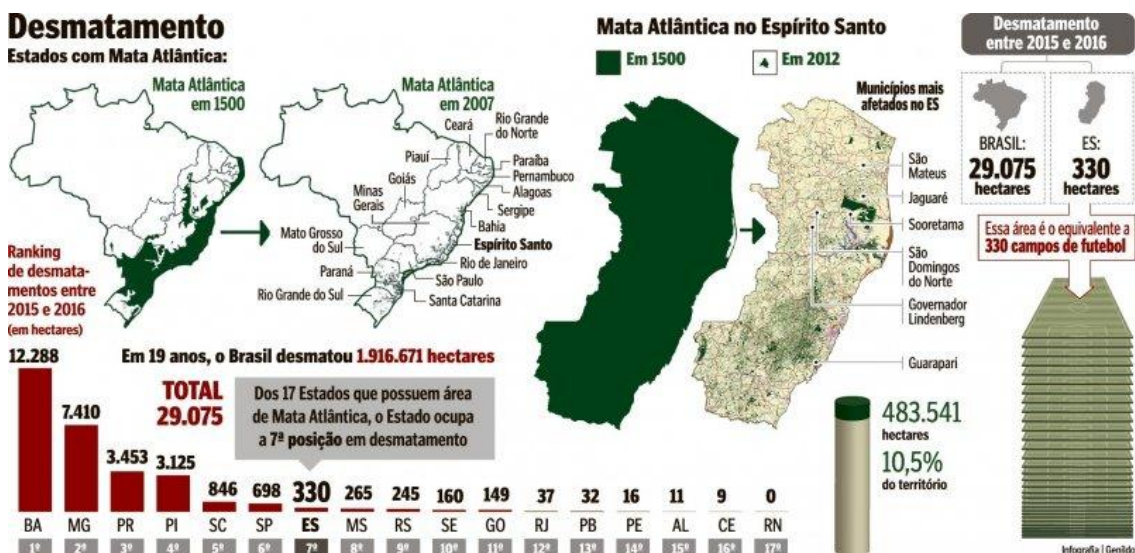 Desmatamento
Estados com Mata Atlântica:
Mata Atlântica
em 1500
Mata Atlântica
em 2007
Ceará
Rio Grande
do Norte
Piauí
Paraíba
Pernambuco
Goiás
Alagoas
Minas
Gerais
Sergipe
Bahia
Mato Grosso
do Sul
Espírito Santo
Rio de Janeiro
Paraná
São Paulo
Rio Grande do Sul
Santa Catarina
Ranking
de desmata-
mentos entre
2015 e 2016
(em hectares)
Em 19 anos, o Brasil desmatou 1.916.671 hectares
TOTAL
29.075
Dos 17 Estados que possuem área
de Mata Atlântica, o Estado ocupa
a 7ª posição em desmatamento
12.288 7.410 3.453 3.125 846 698 330 265 245 160 149 37 32 16 11 9 0
BA MG PR PI SC SP ES MS RS SE GO RJ PB PE AL CE RN
1º 2º 3º 4º 5º 6º 7º 8º 9º 10º 11º 12º 13º 14º 15º 16º 17º
Mata Atlântica no Espírito Santo
Em 1500
Em 2012
Municípios mais
afetados no ES
São
Mateus
Jaguaré
Sooretama
São
Domingos
do Norte
Governador
Lindenberg
Guarapari
483.541
hectares
10,5%
do território
Desmatamento
entre 2015 e 2016
BRASIL:
29.075
hectares
ES:
330
hectares
Essa área é o equivalente a
330 campos de futebol
Infografia | Genildo